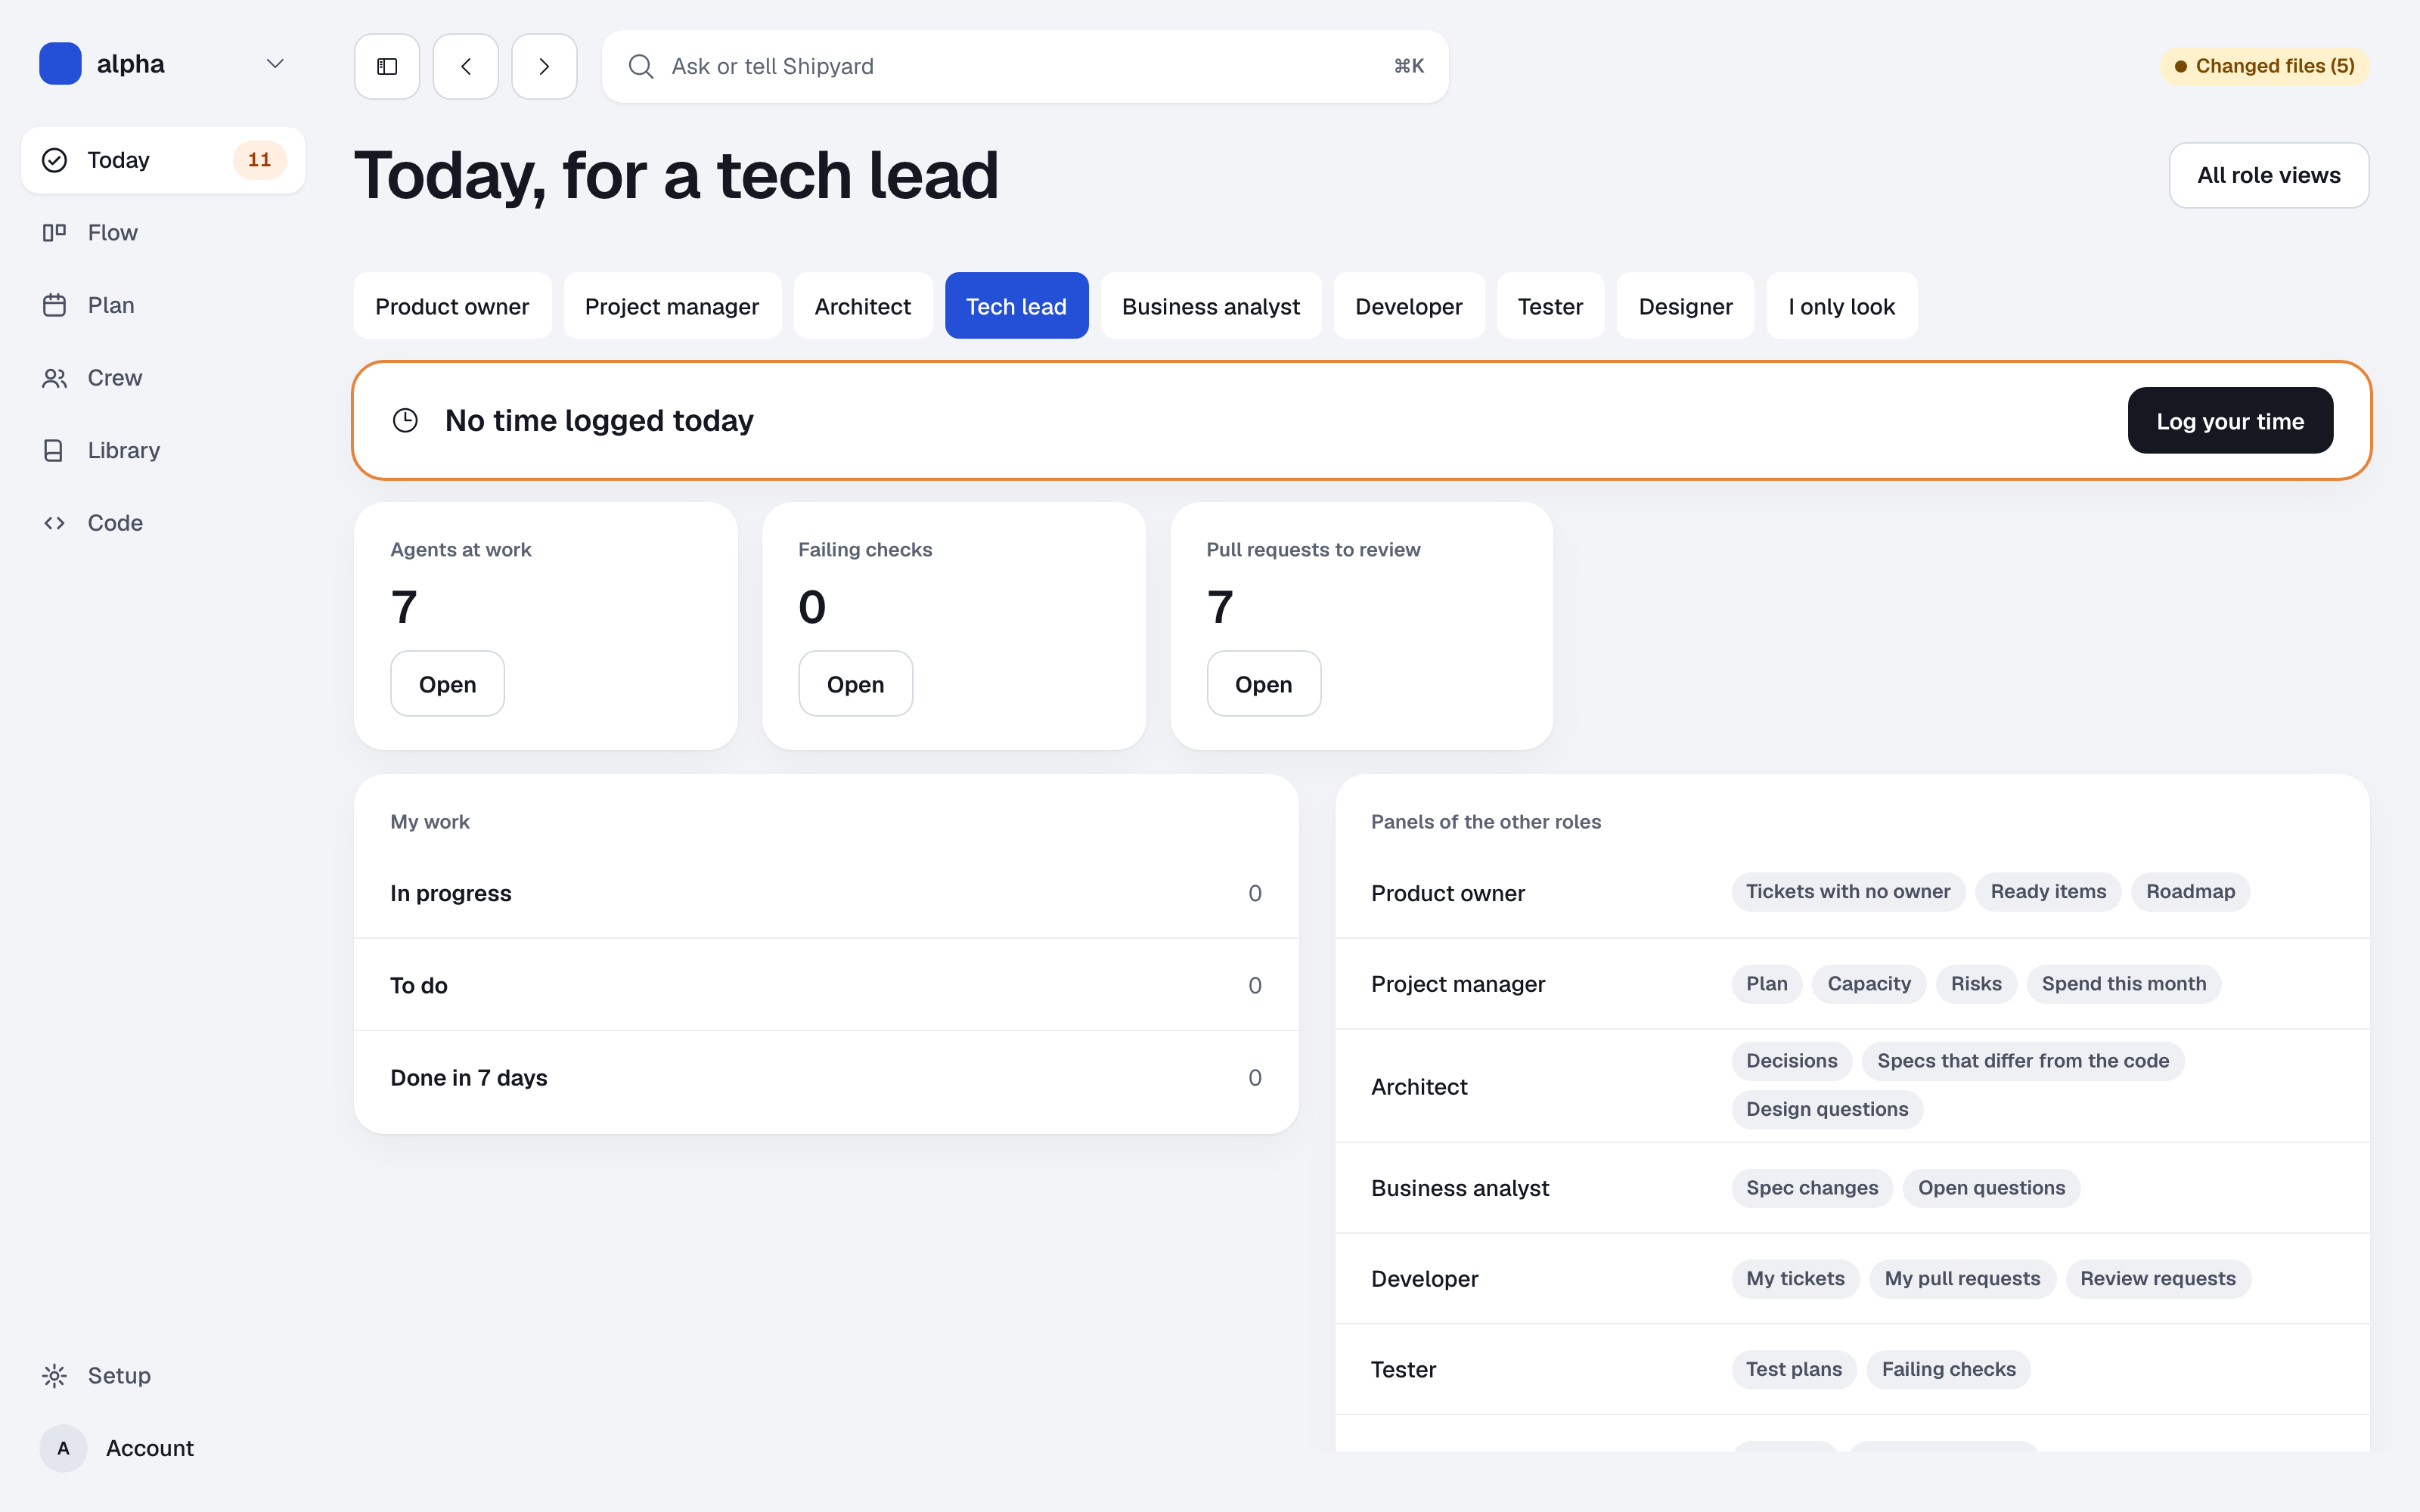 alpha
Ask or tell Shipyard ⌘K
Changed files (5)
Today 11
Flow
Plan
Crew
Library
Code
Setup
A Account
Today, for a tech lead
All role views
Product owner Project manager Architect Tech lead Business analyst Developer Tester Designer I only look
No time logged today
Log your time
Agents at work
7
Open
Failing checks
0
Open
Pull requests to review
7
Open
My work
In progress 0
To do 0
Done in 7 days 0
Panels of the other roles
Product owner Tickets with no owner Ready items Roadmap
Project manager Plan Capacity Risks Spend this month
Architect Decisions Specs that differ from the code
Design questions
Business analyst Spec changes Open questions
Developer My tickets My pull requests Review requests
Tester Test plans Failing checks